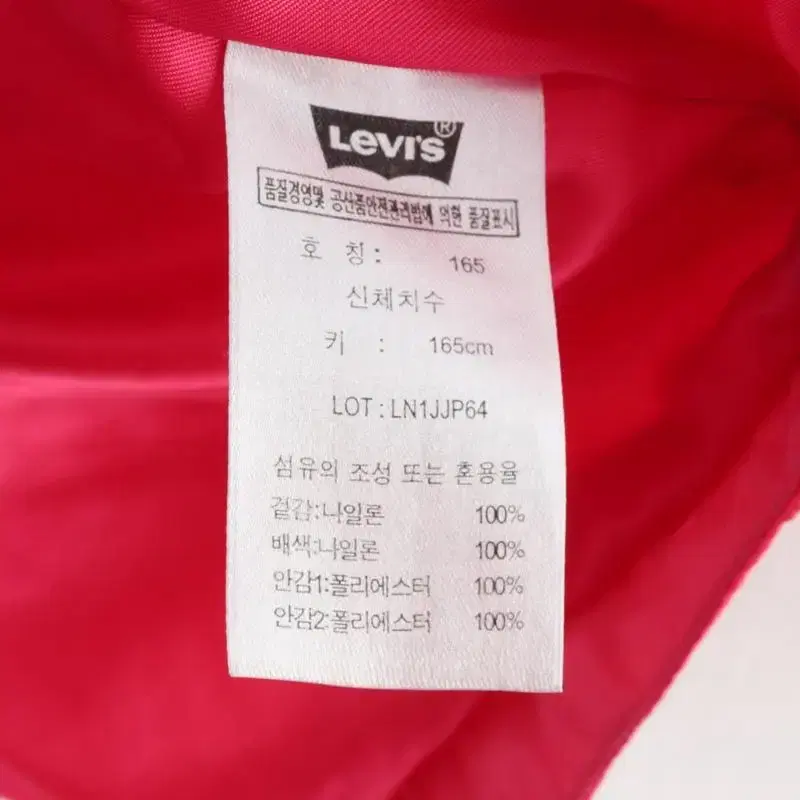 LEVI'S®
품질경영및 공산품안전관리법에 의한 품질표시
호 칭 : 165
신체치수
키 : 165cm
LOT : LN1JJP64
섬유의 조성 또는 혼용율
겉감:나일론 100%
배색:나일론 100%
안감1:폴리에스터 100%
안감2:폴리에스터 100%